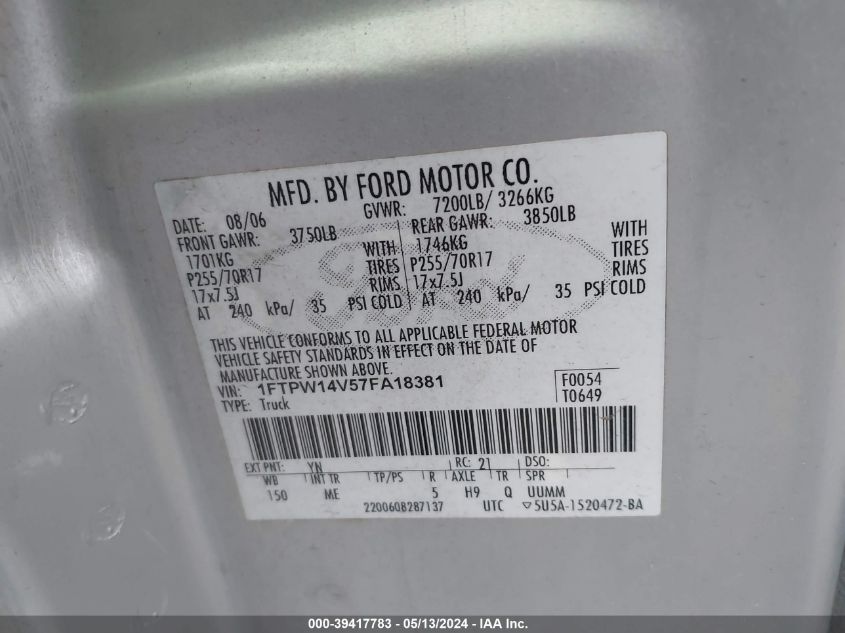 MFD. BY FORD MOTOR CO.
DATE: 08/06 GVWR: 7200LB/ 3266KG
FRONT GAWR: 3750LB REAR GAWR: 3850LB
1701KG WITH 1746KG WITH
P255/70R17 TIRES P255/70R17 TIRES
17x7.5J RIMS 17x7.5J RIMS
AT 240 kPa/ 35 PSI COLD AT 240 kPa/ 35 PSI COLD
Ford
THIS VEHICLE CONFORMS TO ALL APPLICABLE FEDERAL MOTOR
VEHICLE SAFETY STANDARDS IN EFFECT ON THE DATE OF
MANUFACTURE SHOWN ABOVE.
VIN: 1FTPW14V57FA18381 F0054
TYPE: Truck T0649
EXT PNT: YN RC: 21 DSO:
WB INT TR TP/PS R AXLE TR SPR
150 ME 5 H9 Q UUMM
2200608287137 UTC ▽5U5A-1520472-BA
000-39417783 - 05/13/2024 - IAA Inc.